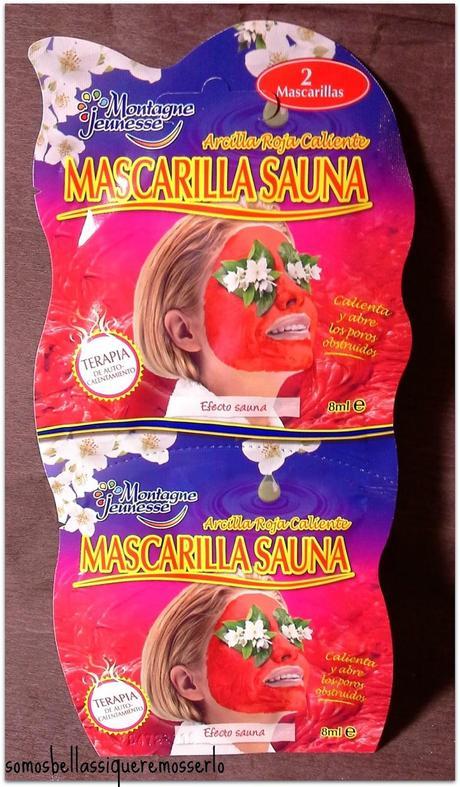 2
Mascarillas
Montagne
Jeunesse
Arcilla Roja Caliente
MASCARILLA SAUNA
Calienta
y abre
los poros
obstruidos
TERAPIA
DE AUTO-
CALENTAMIENTO
Efecto sauna
8ml e
Montagne
Jeunesse
Arcilla Roja Caliente
MASCARILLA SAUNA
Calienta
y abre
los poros
obstruidos
TERAPIA
DE AUTO-
CALENTAMIENTO
Efecto sauna
8ml e
somosbellassiqueremosserlo